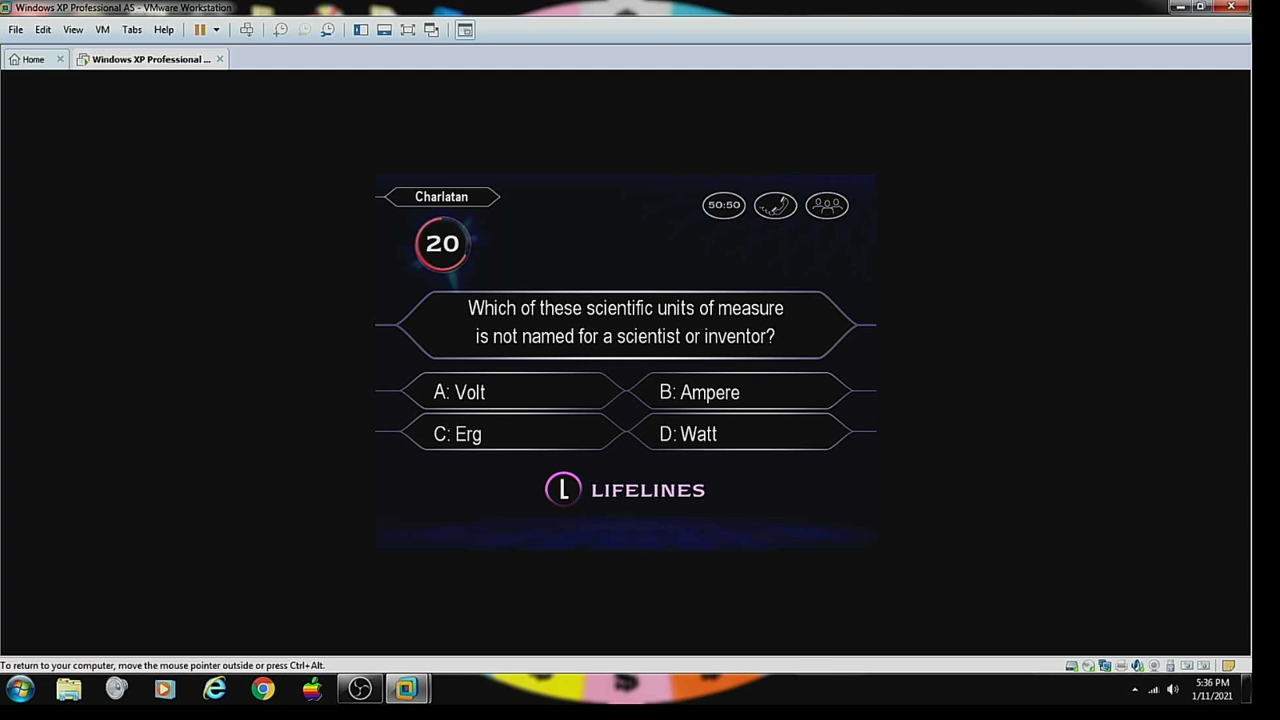 Windows XP Professional AS - VMware Workstation
File Edit View VM Tabs Help
Home Windows XP Professional ...
Charlatan
50:50
20
Which of these scientific units of measure
is not named for a scientist or inventor?
A: Volt B: Ampere
C: Erg D: Watt
L LIFELINES
To return to your computer, move the mouse pointer outside or press Ctrl+Alt.
5:36 PM
1/11/2021